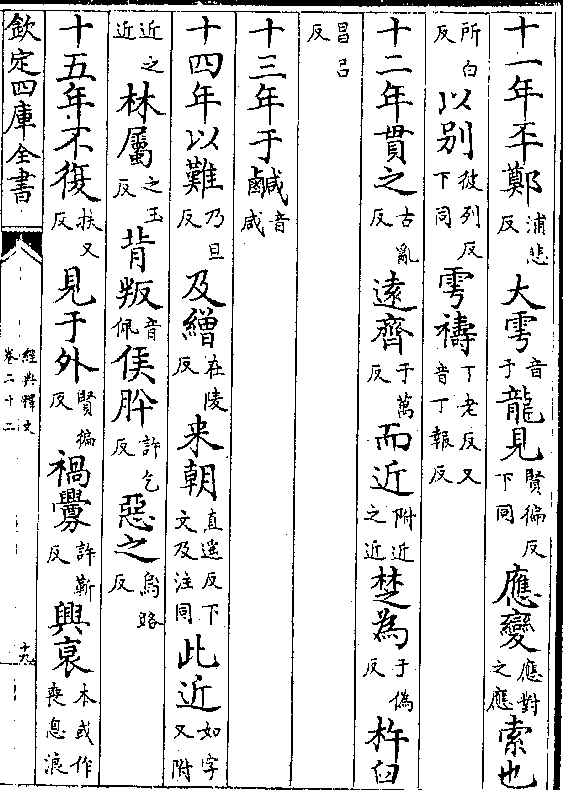 十一年㔻鄭浦悲反大雩音于龍見賢徧反下同應變應對之應索也
所白反以別彼列反下同雩禱丁老反又音丁報反
十二年貫之古亂反遠齊于萬反而近附近之近楚為于偽反杵臼
昌呂反
十三年于鹹音咸
十四年以難乃旦反及繒在陵反来朝直遥反下文及注同此近如字又附
近之近林屬之玉反背叛音佩侯肸許乞反惡之烏路反
十五年不復扶又反見于外賢徧反禍釁許靳反興衰本或作喪息浪
欽定四庫全書
經典釋文
卷二十二
十九